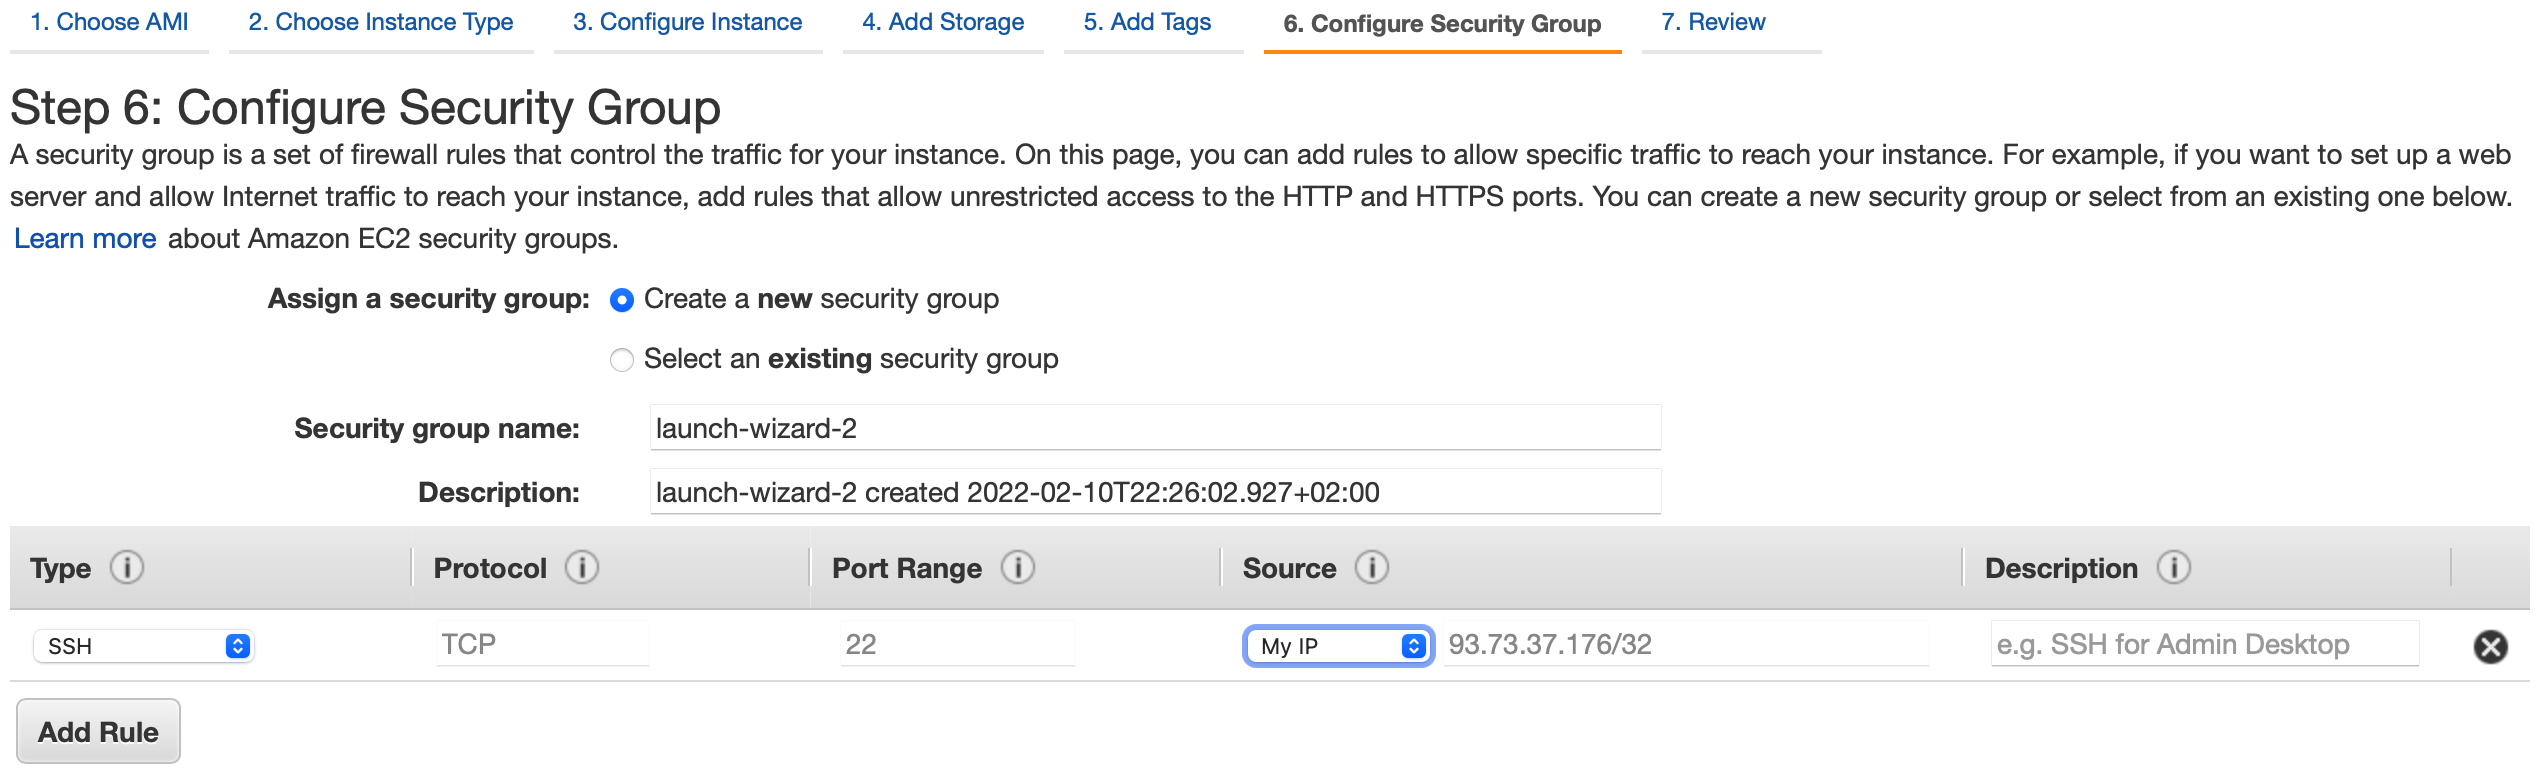 1. Choose AMI 2. Choose Instance Type 3. Configure Instance 4. Add Storage 5. Add Tags 6. Configure Security Group 7. Review
Step 6: Configure Security Group
A security group is a set of firewall rules that control the traffic for your instance. On this page, you can add rules to allow specific traffic to reach your instance. For example, if you want to set up a web
server and allow Internet traffic to reach your instance, add rules that allow unrestricted access to the HTTP and HTTPS ports. You can create a new security group or select from an existing one below.
Learn more about Amazon EC2 security groups.
Assign a security group: Create a new security group
Select an existing security group
Security group name: launch-wizard-2
Description: launch-wizard-2 created 2022-02-10T22:26:02.927+02:00
Type i Protocol i Port Range i Source i Description i
SSH TCP 22 My IP 93.73.37.176/32 e.g. SSH for Admin Desktop
Add Rule